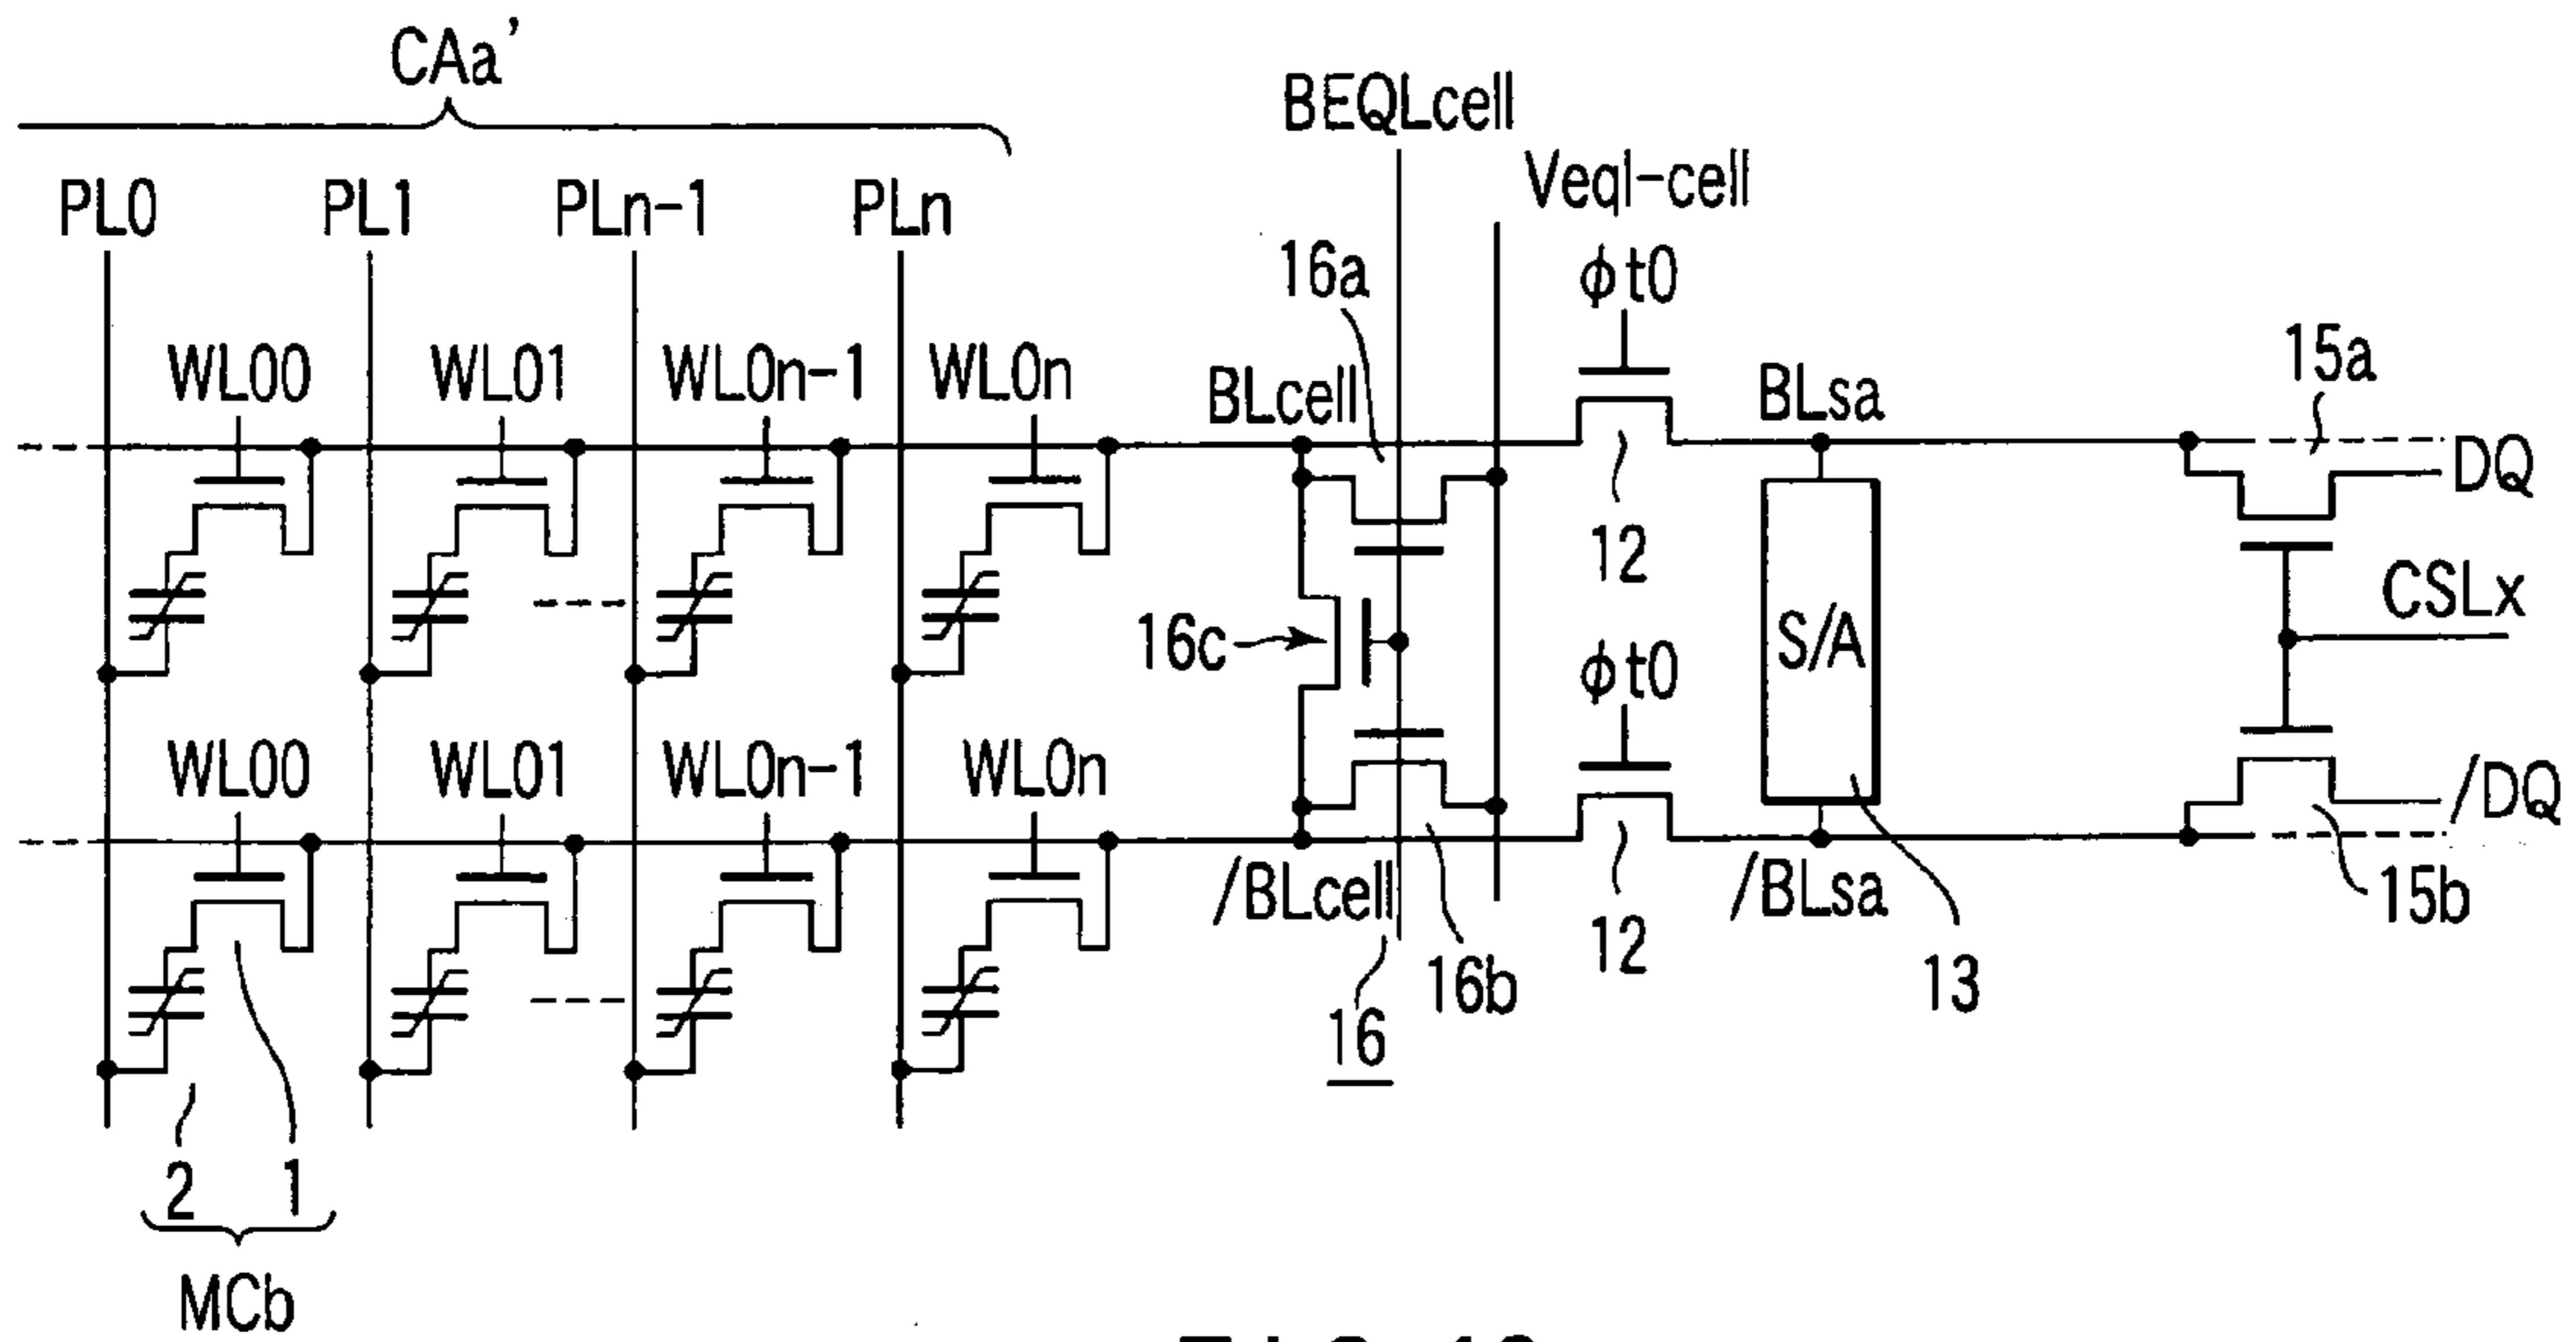 CAa'
BEQLcell
Veql-cell
PL0 PL1 PLn-1 PLn
16a
φt0
WL00 WL01 WL0n-1 WL0n
BLcell
BLsa
15a
DQ
12
16c
S/A
CSLx
φt0
WL00 WL01 WL0n-1 WL0n
/DQ
/BLcell
/BLsa
15b
12
16b
13
16
2 1
MCb